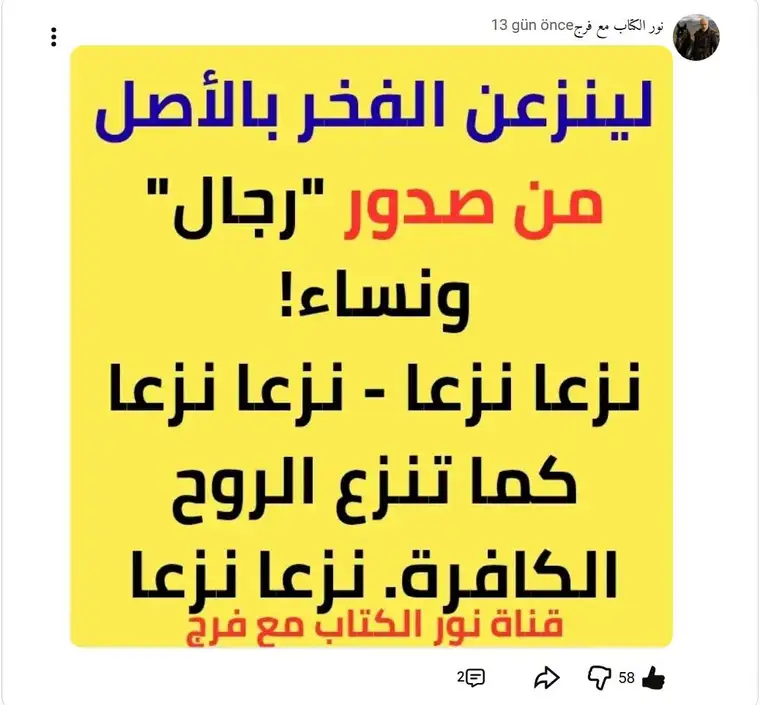 نور الكتاب مع فرج 13 gün önce
لينزعن الفخر بالأصل
من صدور "رجال"
ونساء!
نزعا نزعا - نزعا نزعا
كما تنزع الروح
الكافرة. نزعا نزعا
قناة نور الكتاب مع فرج
58
2